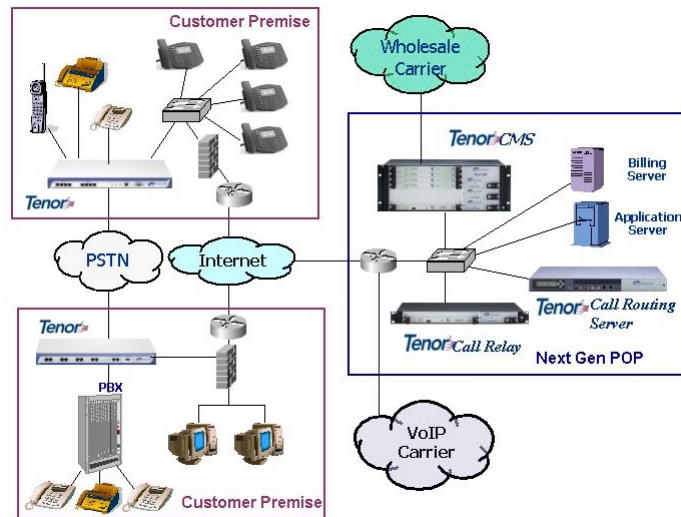 Customer Premise
Tenor
PSTN
Internet
Tenor
PBX
Customer Premise
Wholesale
Carrier
Tenor CMS
Billing
Server
Application
Server
Tenor Call Routing
Server
Tenor Call Relay
Next Gen POP
VoIP
Carrier